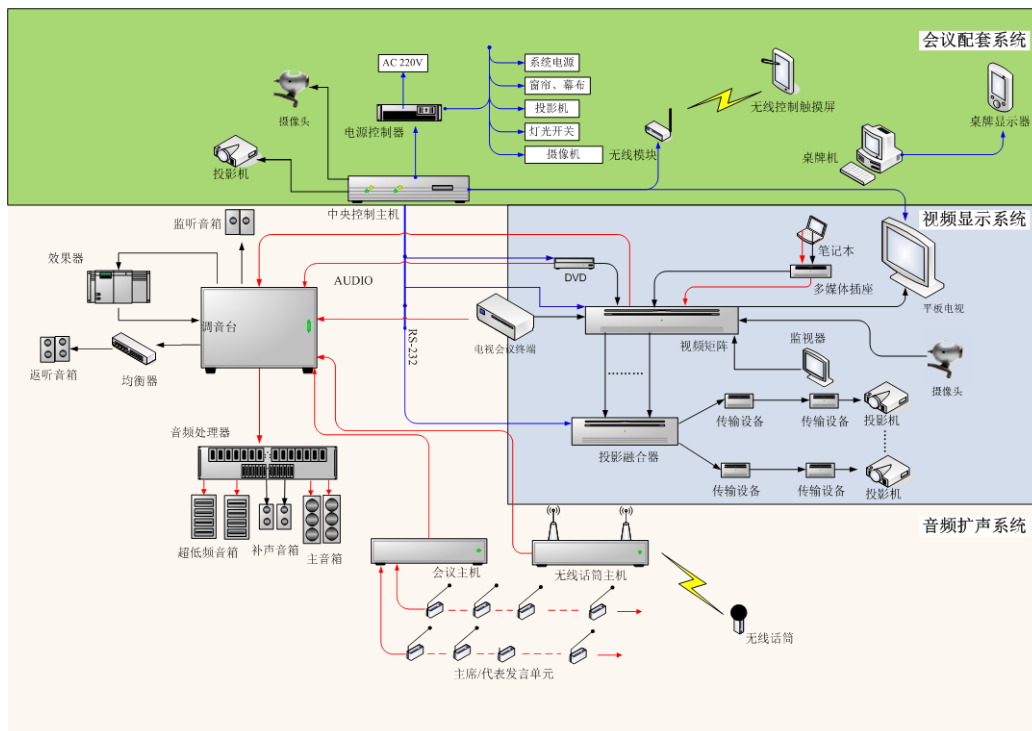 会议配套系统
系统电源
AC 220V
窗帘、幕布
无线控制触摸屏
投影机
桌牌显示器
摄像头
电源控制器
灯光开关
无线模块
摄像机
桌牌机
投影机
中央控制主机
视频显示系统
监听音箱
笔记本
效果器
AUDIO
DVD
多媒体插座
平板电视
调音台
RS-232
电视会议终端
视频矩阵
监视器
返听音箱
均衡器
摄像头
传输设备
传输设备
投影机
音频处理器
投影融合器
传输设备
传输设备
投影机
音频扩声系统
超低频音箱
补声音箱
主音箱
会议主机
无线话筒主机
无线话筒
主席/代表发言单元